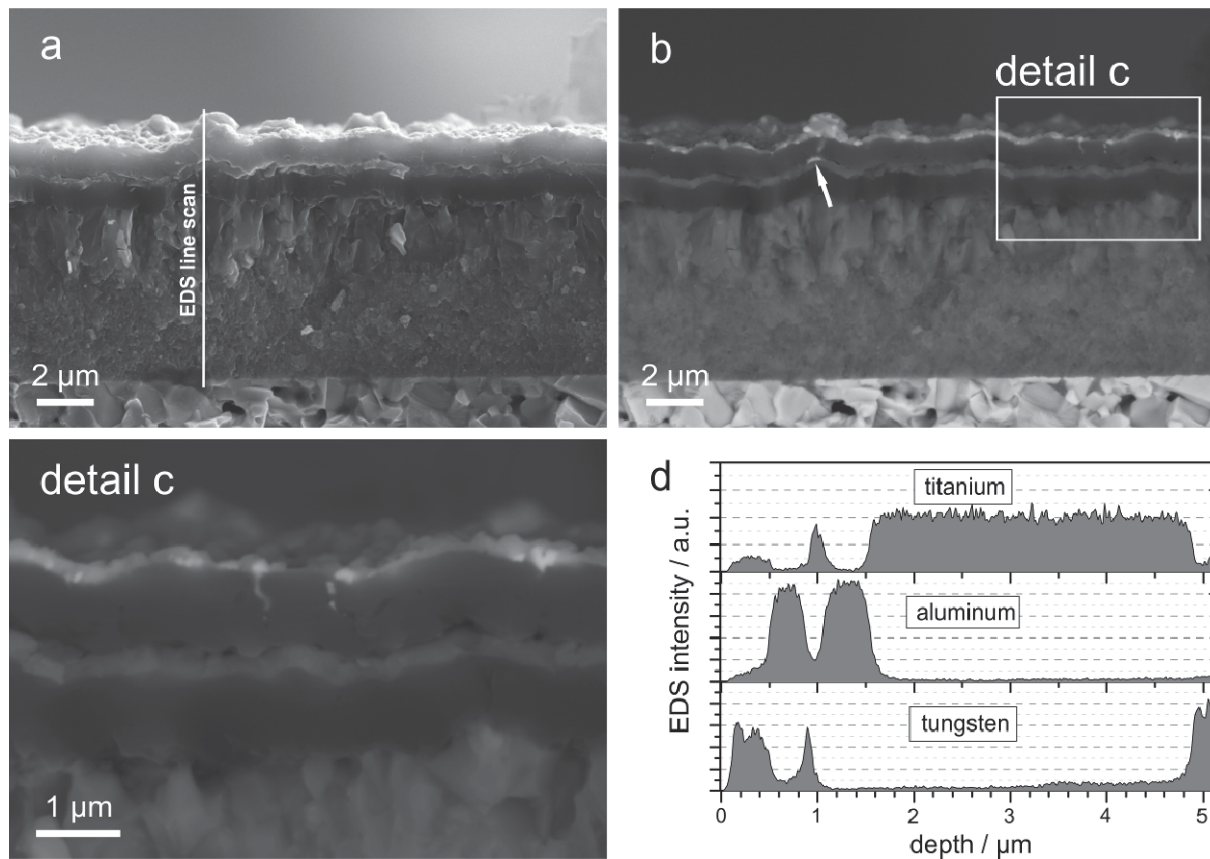 a
EDS line scan
2 µm
b
detail c
2 µm
detail c
1 µm
d
titanium
aluminum
tungsten
EDS intensity / a.u.
0 1 2 3 4 5
depth / µm